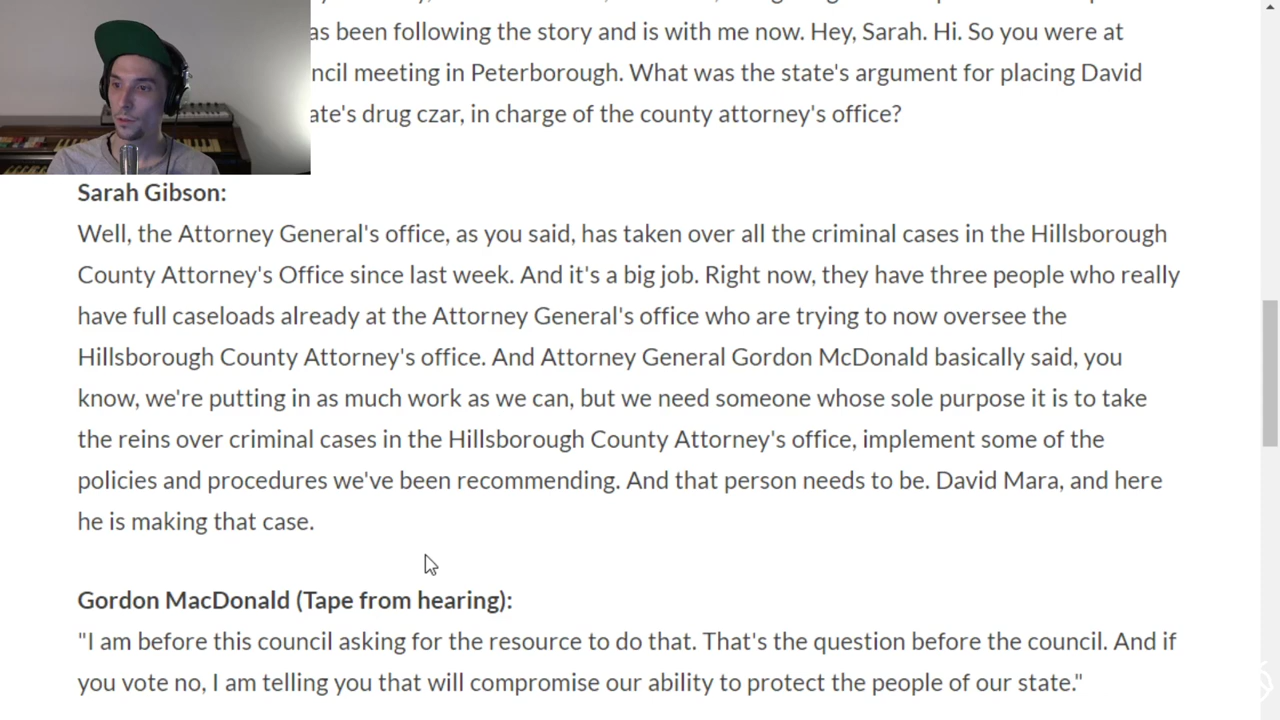 as been following the story and is with me now. Hey, Sarah. Hi. So you were at
ncil meeting in Peterborough. What was the state's argument for placing David
ate's drug czar, in charge of the county attorney's office?
Sarah Gibson:
Well, the Attorney General's office, as you said, has taken over all the criminal cases in the Hillsborough
County Attorney's Office since last week. And it's a big job. Right now, they have three people who really
have full caseloads already at the Attorney General's office who are trying to now oversee the
Hillsborough County Attorney's office. And Attorney General Gordon McDonald basically said, you
know, we're putting in as much work as we can, but we need someone whose sole purpose it is to take
the reins over criminal cases in the Hillsborough County Attorney's office, implement some of the
policies and procedures we've been recommending. And that person needs to be. David Mara, and here
he is making that case.
Gordon MacDonald (Tape from hearing):
"I am before this council asking for the resource to do that. That's the question before the council. And if
you vote no, I am telling you that will compromise our ability to protect the people of our state."